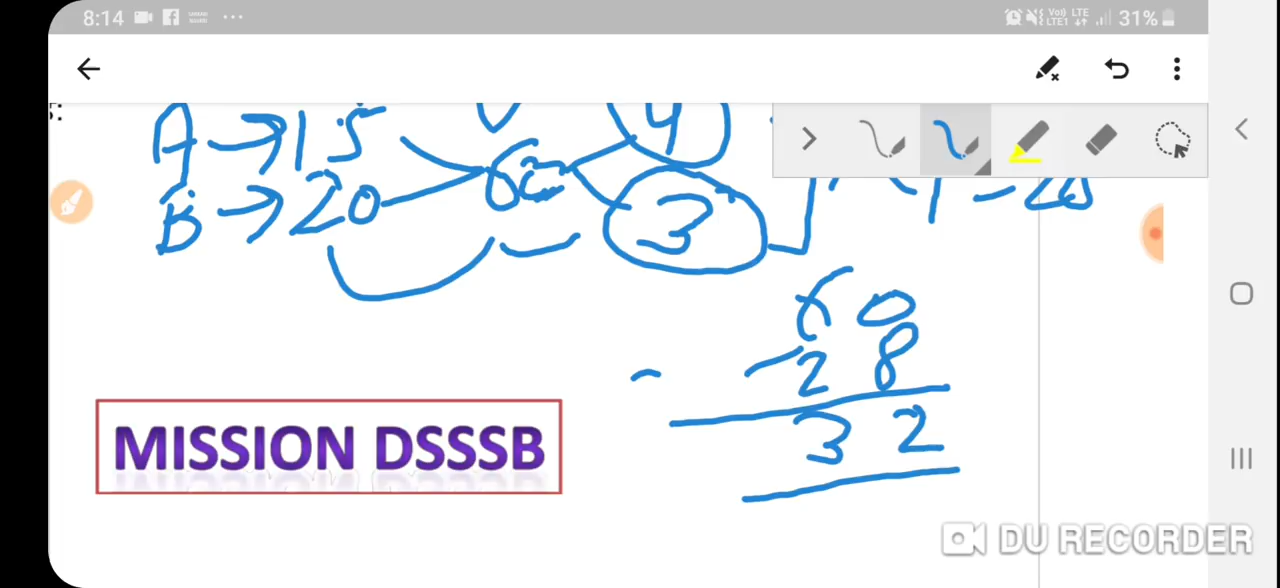 8:14 31%
A → 15 4
B → 20 60 3
60
- 28
32
MISSION DSSSB
DU RECORDER